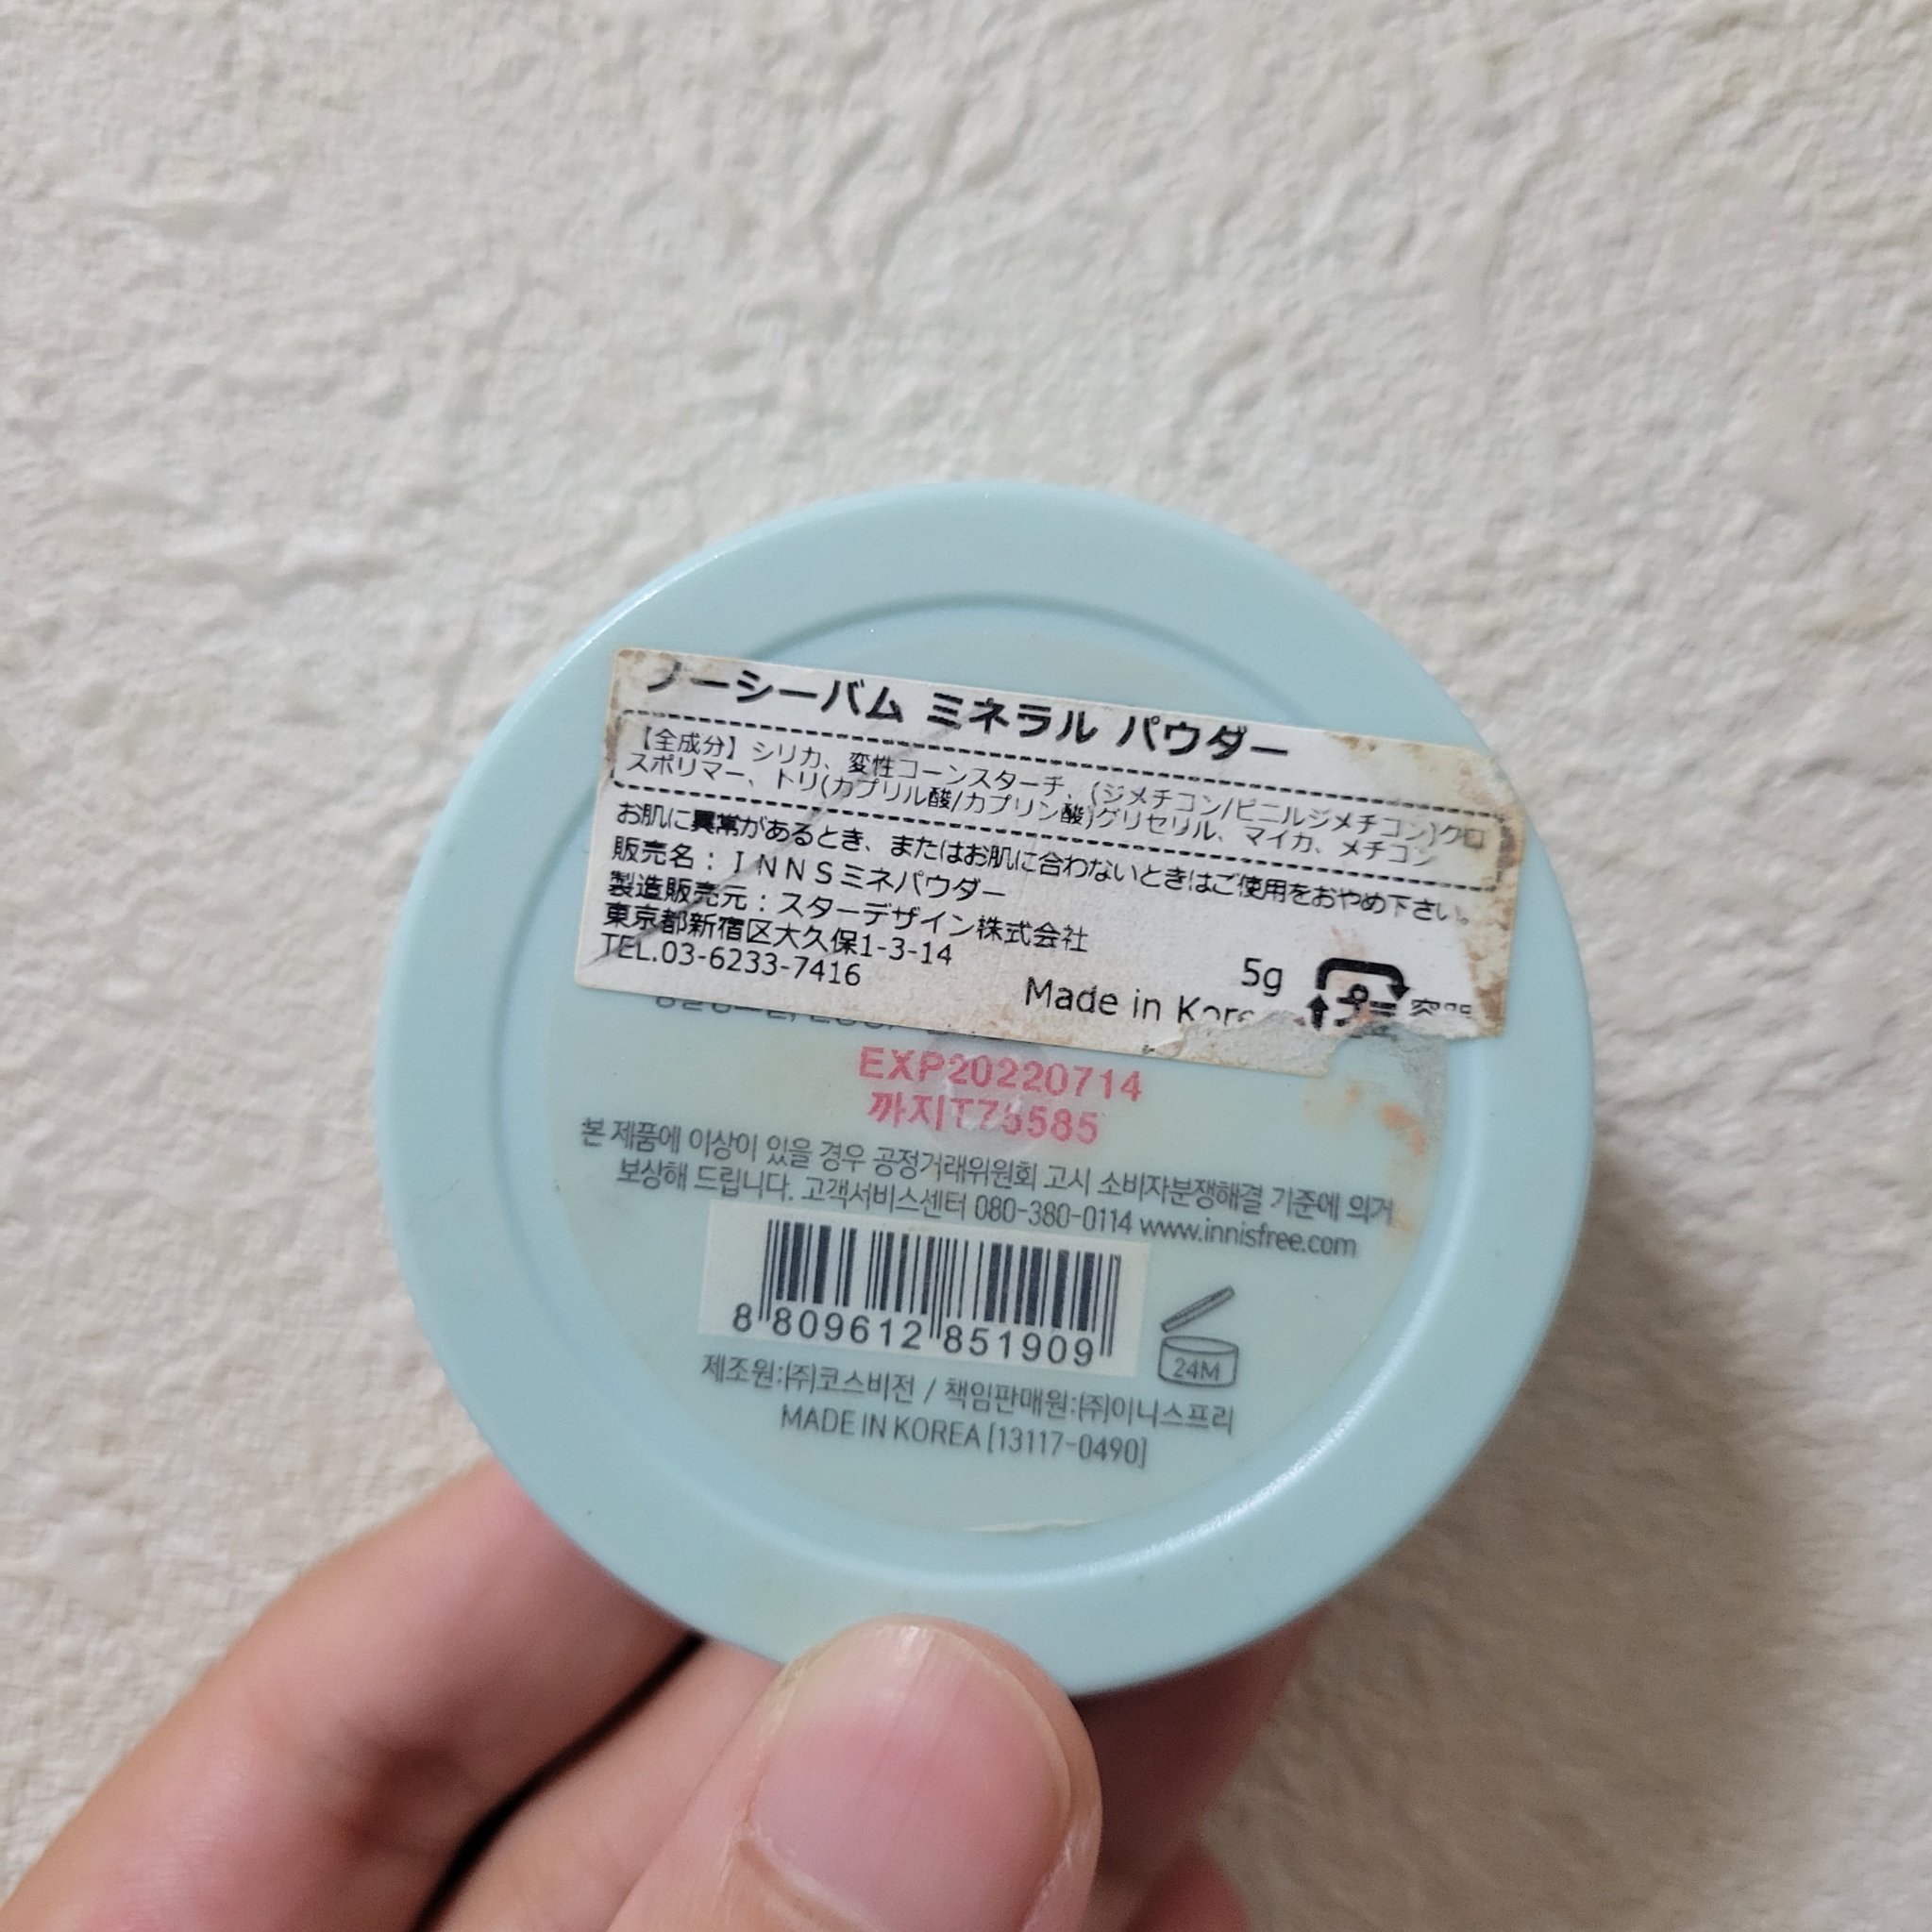 ノーシーバム ミネラル パウダー
【全成分】シリカ、変性コーンスターチ、(ジメチコン/ビニルジメチコン)クロ
スポリマー、トリ(カプリル酸/カプリン酸)グリセリル、マイカ、メチコン
お肌に異常があるとき、またはお肌に合わないときはご使用をおやめ下さい。
販売名：ＩＮＮＳミネパウダー
製造販売元：スターデザイン株式会社
東京都新宿区大久保1-3-14
TEL.03-6233-7416
5g
Made in Kore
EXP20220714
까지TZ5585
본 제품에 이상이 있을 경우 공정거래위원회 고시 소비자분쟁해결 기준에 의거
보상해 드립니다. 고객서비스센터 080-380-0114 www.innisfree.com
8 809612 851909
24M
제조원:(주)코스비전 / 책임판매원:(주)이니스프리
MADE IN KOREA [13117-0490]